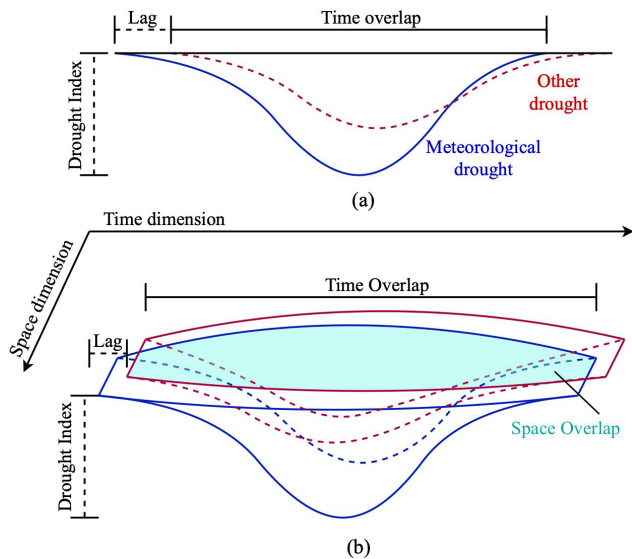 Lag
Time overlap
Drought Index
Other
drought
Meteorological
drought
(a)
Time dimension
Space dimension
Time Overlap
Lag
Space Overlap
Drought Index
(b)